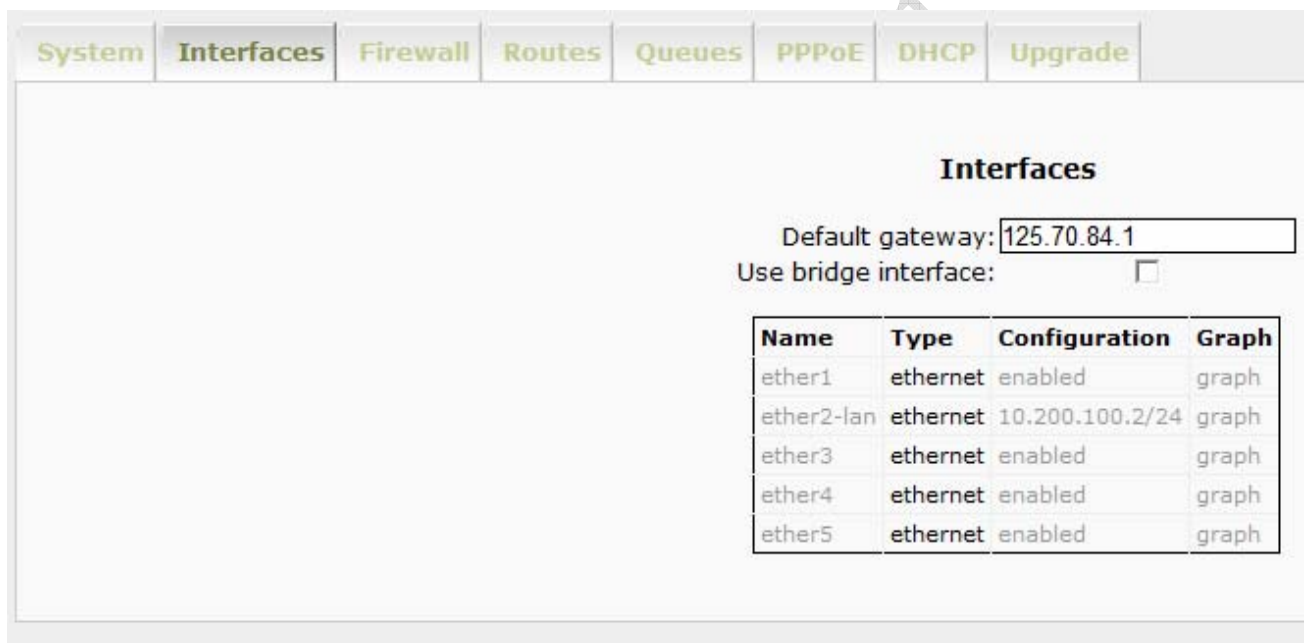 System Interfaces Firewall Routes Queues PPPoE DHCP Upgrade
Interfaces
Default gateway: 125.70.84.1
Use bridge interface:
Name Type Configuration Graph
ether1 ethernet enabled graph
ether2-lan ethernet 10.200.100.2/24 graph
ether3 ethernet enabled graph
ether4 ethernet enabled graph
ether5 ethernet enabled graph